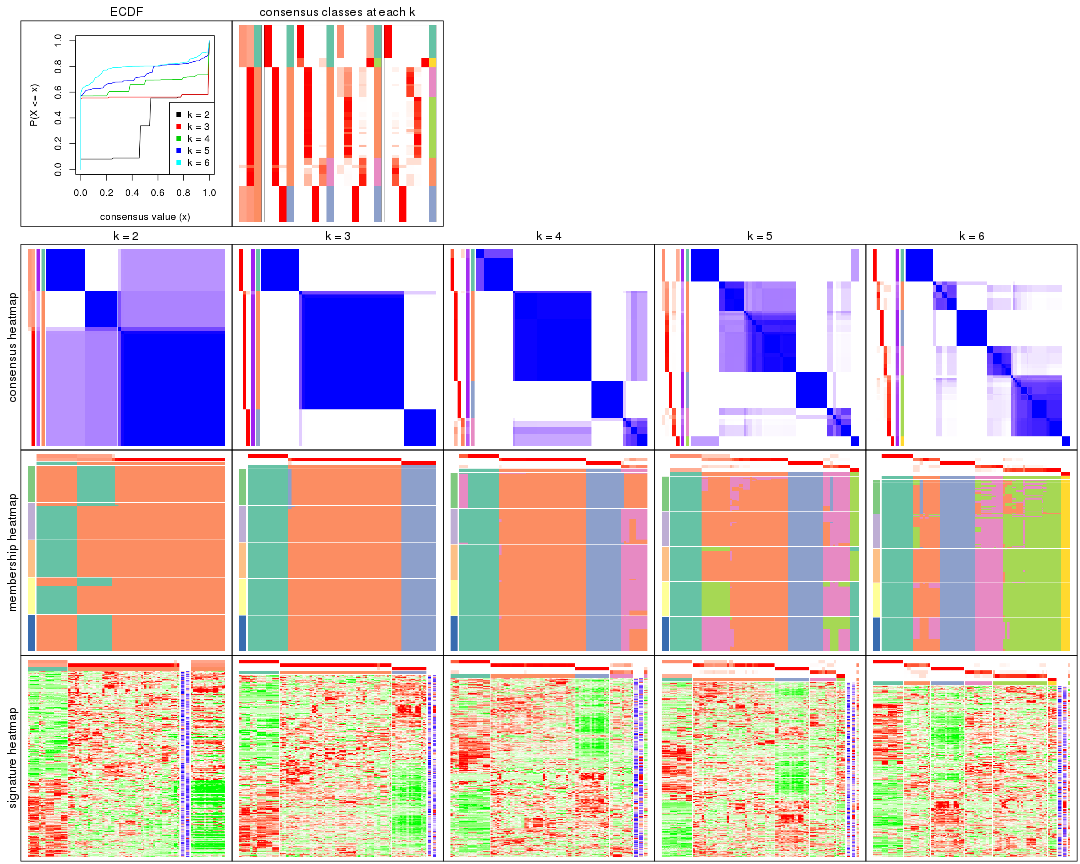 ECDF
consensus classes at each k
P(X <= x)
0.0 0.2 0.4 0.6 0.8 1.0
k = 2
k = 3
k = 4
k = 5
k = 6
0.0 0.2 0.4 0.6 0.8 1.0
consensus value (x)
k = 2
k = 3
k = 4
k = 5
k = 6
consensus heatmap
membership heatmap
signature heatmap